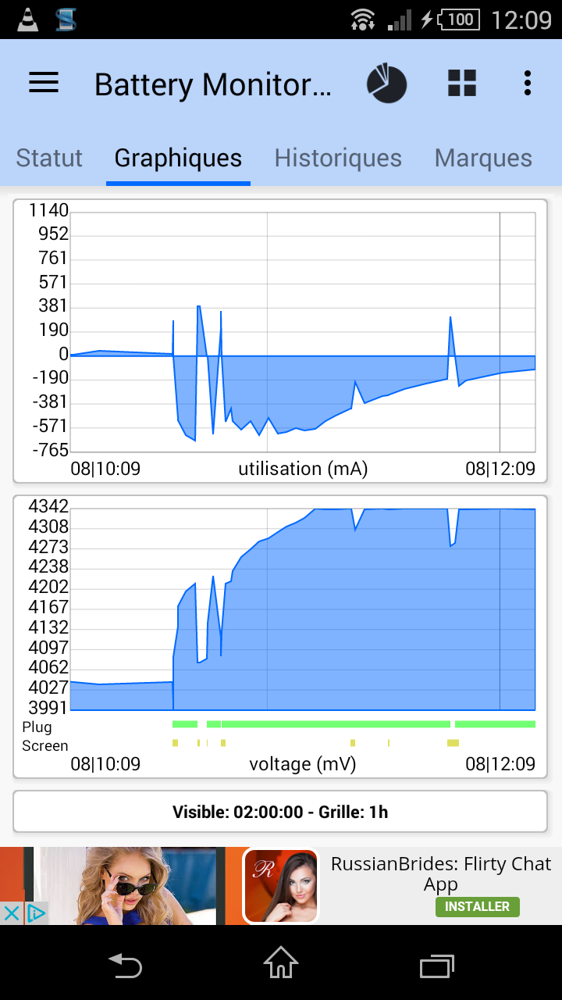 100 12:09
Battery Monitor...
Statut Graphiques Historiques Marques
1140
952
761
571
381
190
0
-190
-381
-571
-765
08|10:09 utilisation (mA) 08|12:09
4342
4308
4273
4238
4202
4167
4132
4097
4062
4027
3991
Plug
Screen
08|10:09 voltage (mV) 08|12:09
Visible: 02:00:00 - Grille: 1h
R
RussianBrides: Flirty Chat
App
INSTALLER